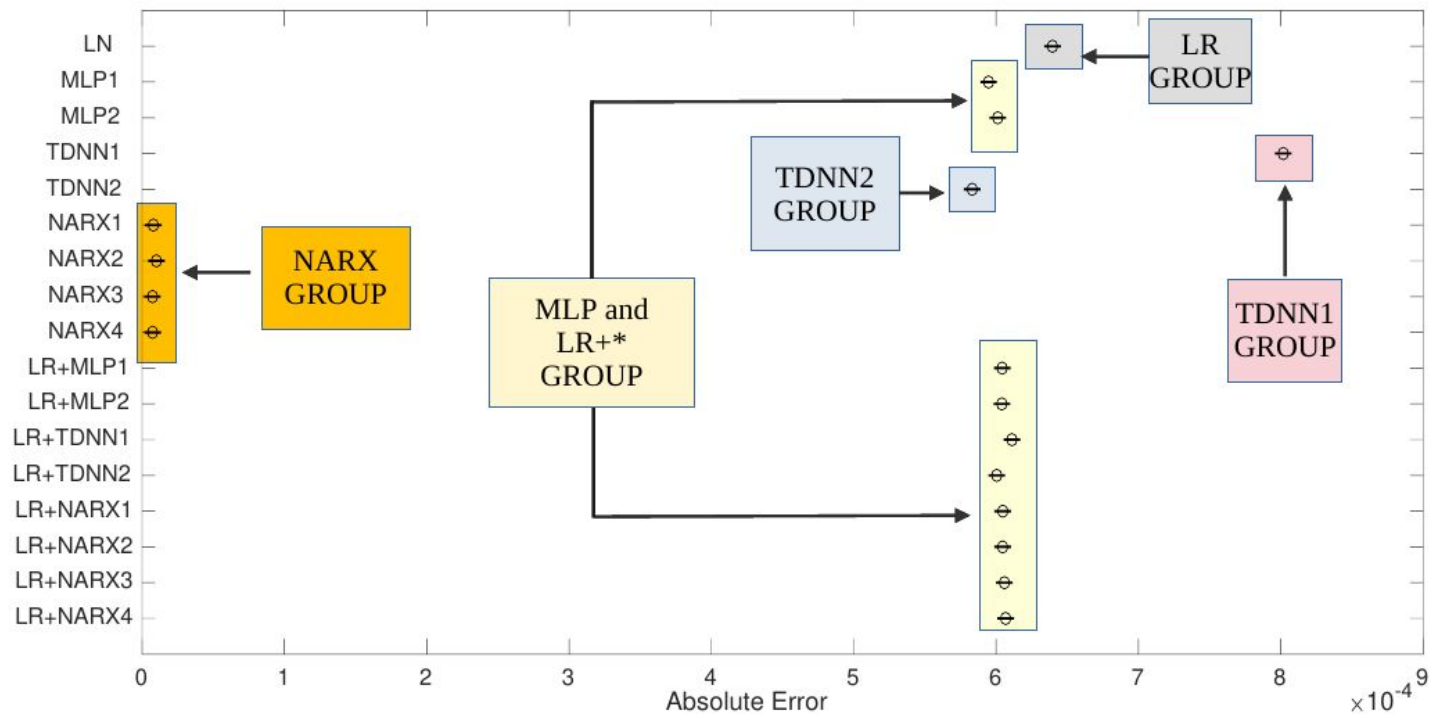 LN
MLP1
MLP2
TDNN1
TDNN2
NARX1
NARX2
NARX3
NARX4
LR+MLP1
LR+MLP2
LR+TDNN1
LR+TDNN2
LR+NARX1
LR+NARX2
LR+NARX3
LR+NARX4
LR
GROUP
TDNN2
GROUP
NARX
GROUP
MLP and
LR+*
GROUP
TDNN1
GROUP
0 1 2 3 4 5 6 7 8 9
Absolute Error
×10⁻⁴